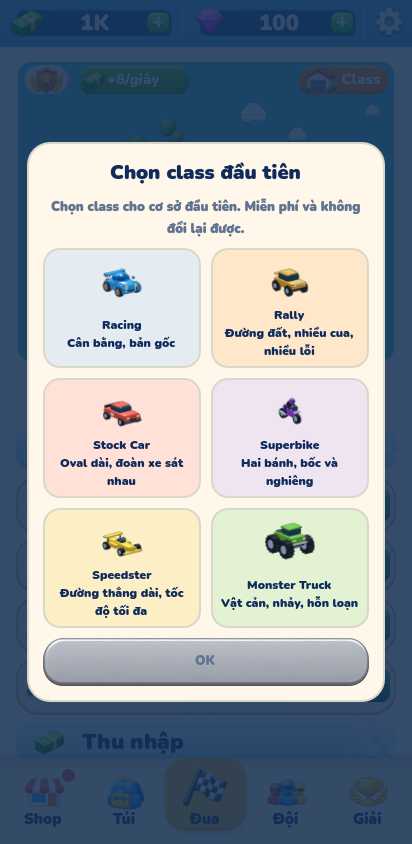 1K
100
+8/giây
Class
Chọn class đầu tiên
Chọn class cho cơ sở đầu tiên. Miễn phí và không
đổi lại được.
Racing
Cân bằng, bản gốc
Rally
Đường đất, nhiều cua,
nhiều lỗi
Stock Car
Oval dài, đoàn xe sát
nhau
Superbike
Hai bánh, bốc và
nghiêng
Speedster
Đường thẳng dài, tốc
độ tối đa
Monster Truck
Vật cản, nhảy, hỗn loạn
OK
Thu nhập
Shop
Túi
Đua
Đội
Giải